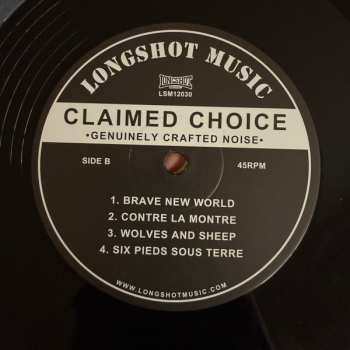 LONGSHOT MUSIC
LONGSHOT
LSM12030
CLAIMED CHOICE
•GENUINELY CRAFTED NOISE•
SIDE B
45RPM
1. BRAVE NEW WORLD
2. CONTRE LA MONTRE
3. WOLVES AND SHEEP
4. SIX PIEDS SOUS TERRE
WWW.LONGSHOTMUSIC.COM